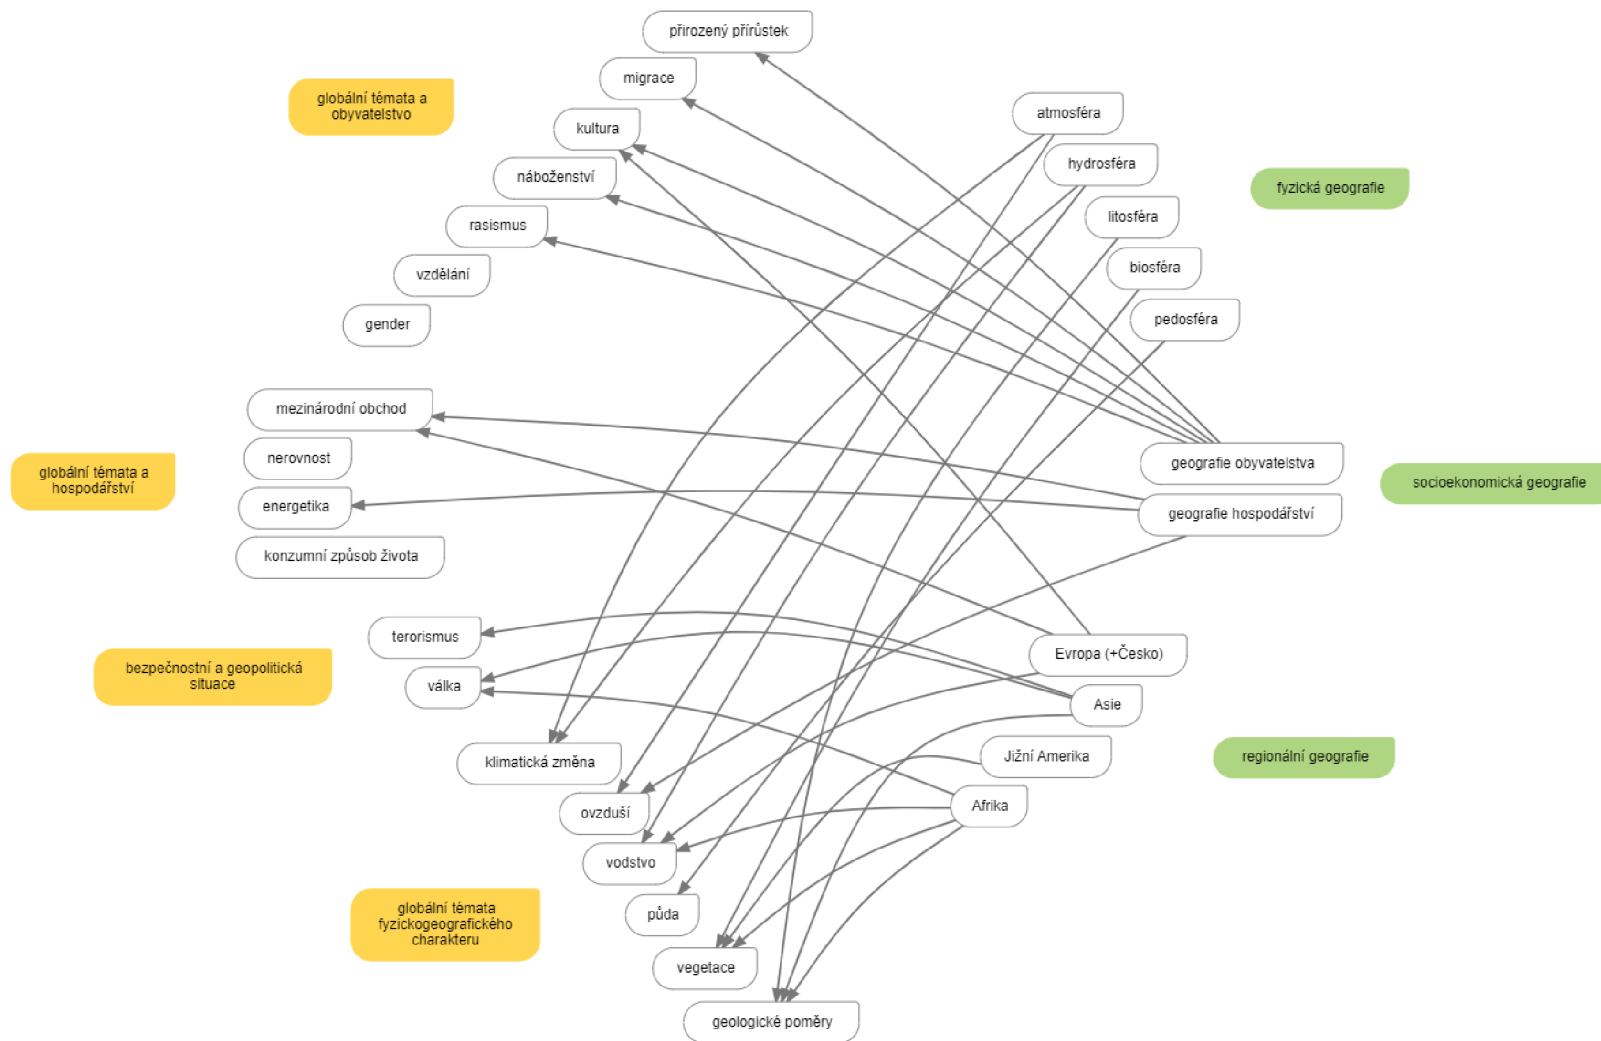 přirozený přírůstek
migrace
globální témata a
obyvatelstvo
kultura
náboženství
rasismus
vzdělání
gender
atmosféra
hydrosféra
litosféra
biosféra
pedosféra
fyzická geografie
mezinárodní obchod
nerovnost
globální témata a
hospodářství
energetika
konzumní způsob života
geografie obyvatelstva
geografie hospodářství
socioekonomická geografie
terorismus
bezpečnostní a geopolitická
situace
válka
Evropa (+Česko)
Asie
Jižní Amerika
Afrika
regionální geografie
klimatická změna
ovzduší
vodstvo
globální témata
fyzickogeografického
charakteru
půda
vegetace
geologické poměry